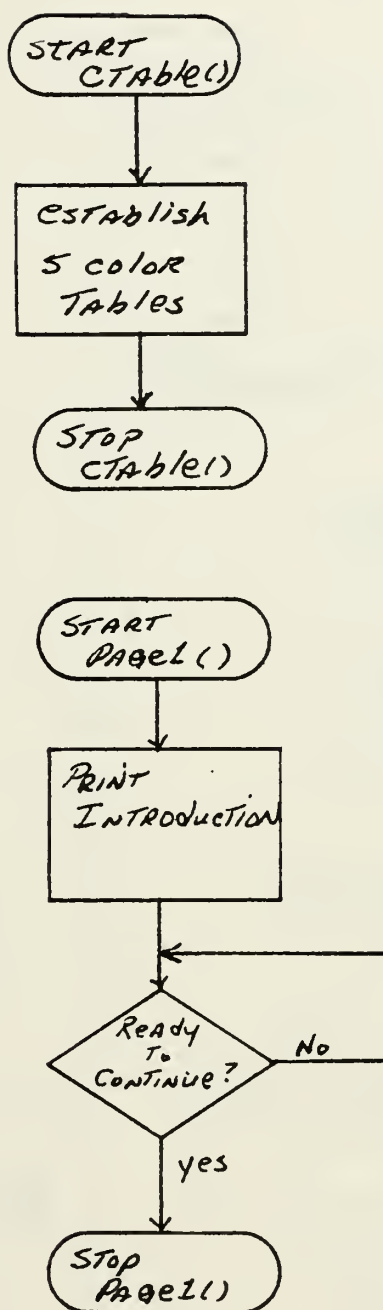 START
CTABle()
ESTABlish
5 COLOR
TABles
STOP
CTABle()
START
PAGe1()
PRINT
INTRODucTION
ReADy
To
CONTINUe?
No
yes
STOP
PAGe1()